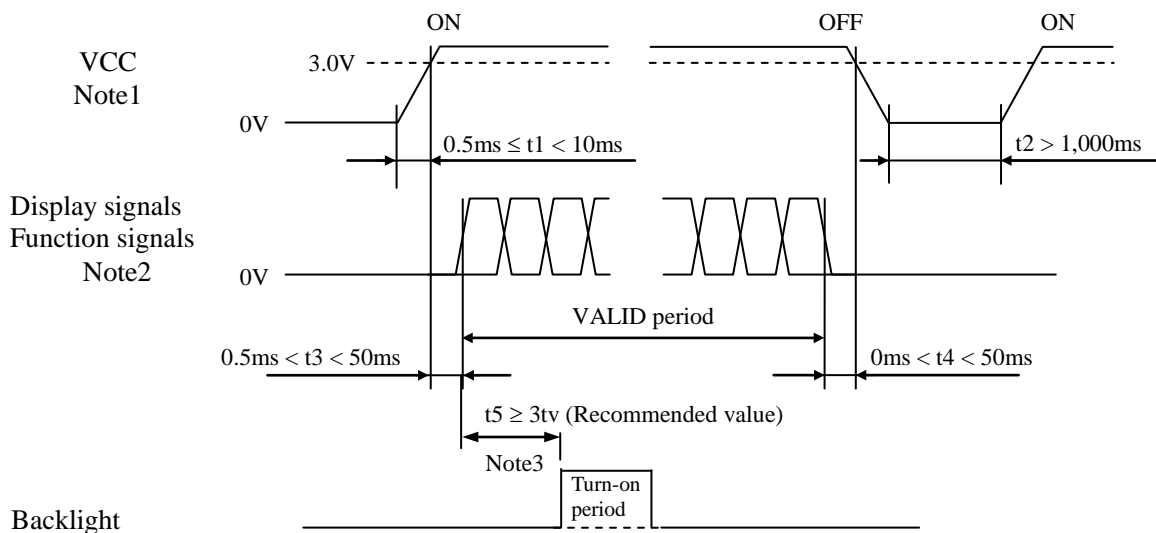 ON OFF ON
VCC
Note1
3.0V
0V
0.5ms ≤ t1 < 10ms
t2 > 1,000ms
Display signals
Function signals
Note2
0V
VALID period
0.5ms < t3 < 50ms
0ms < t4 < 50ms
t5 ≥ 3tv (Recommended value)
Note3
Turn-on
period
Backlight